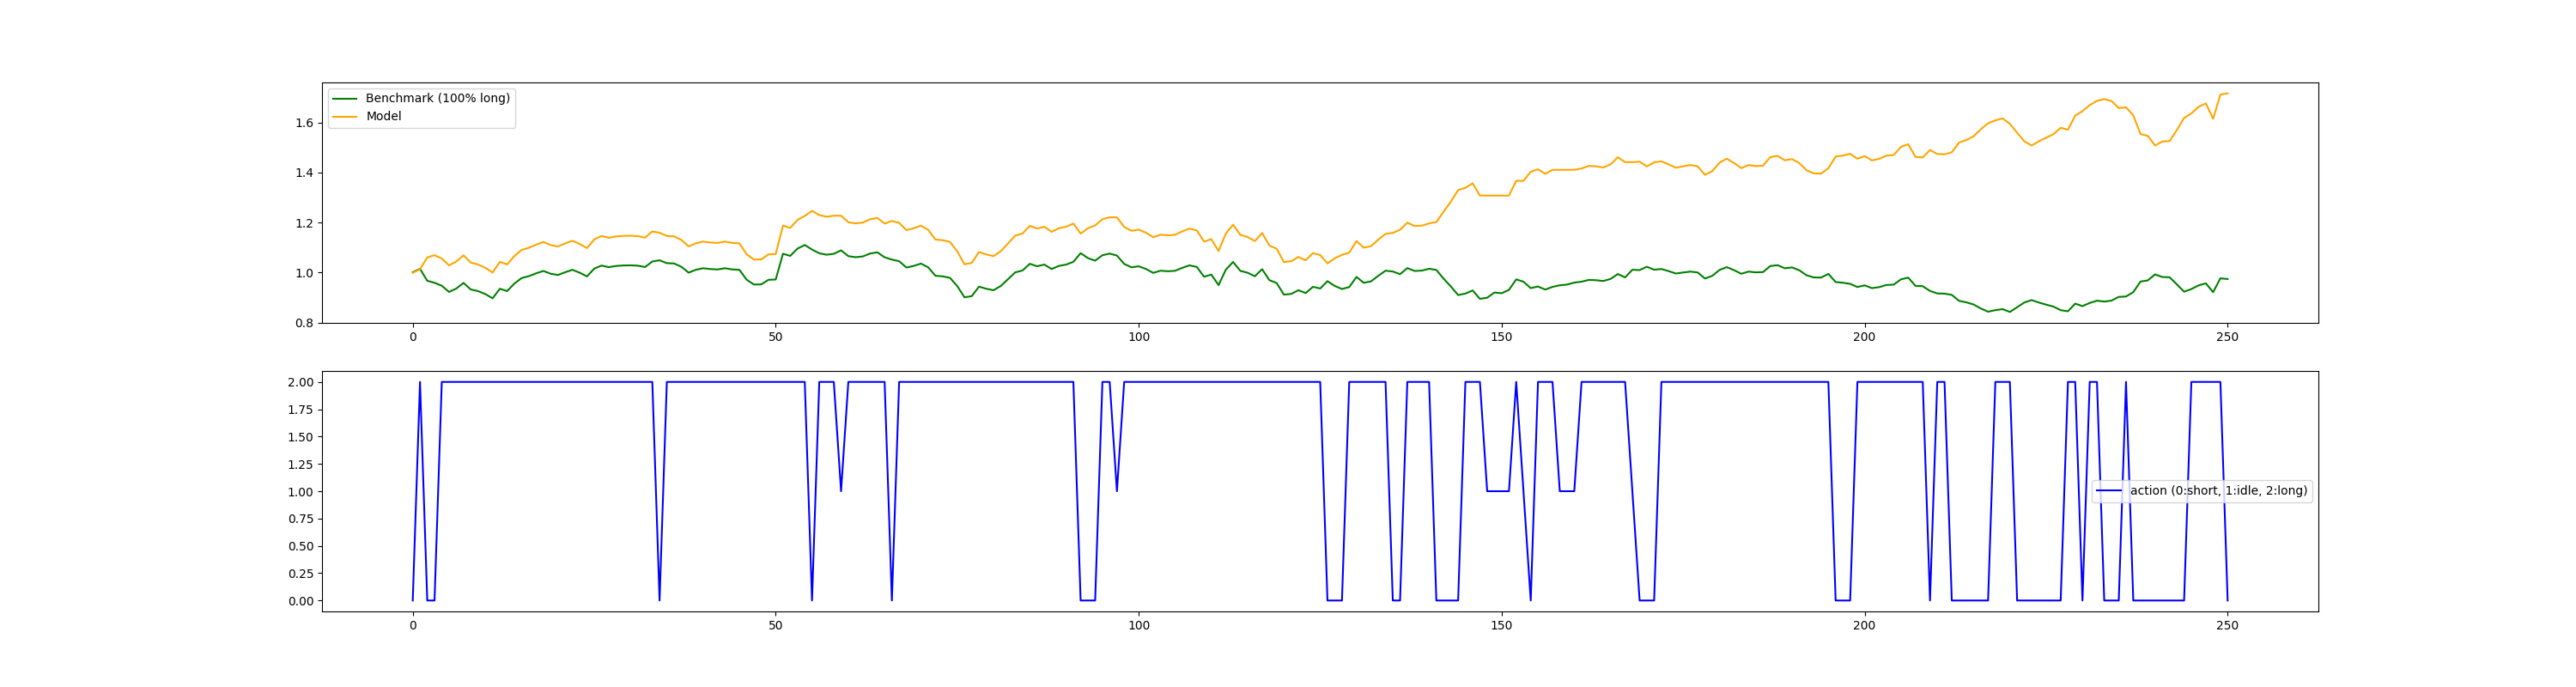 Benchmark (100% long)
Model
1.6
1.4
1.2
1.0
0.8
0 50 100 150 200 250
2.00
1.75
1.50
1.25
1.00
0.75
0.50
0.25
0.00
action (0:short, 1:idle, 2:long)
0 50 100 150 200 250